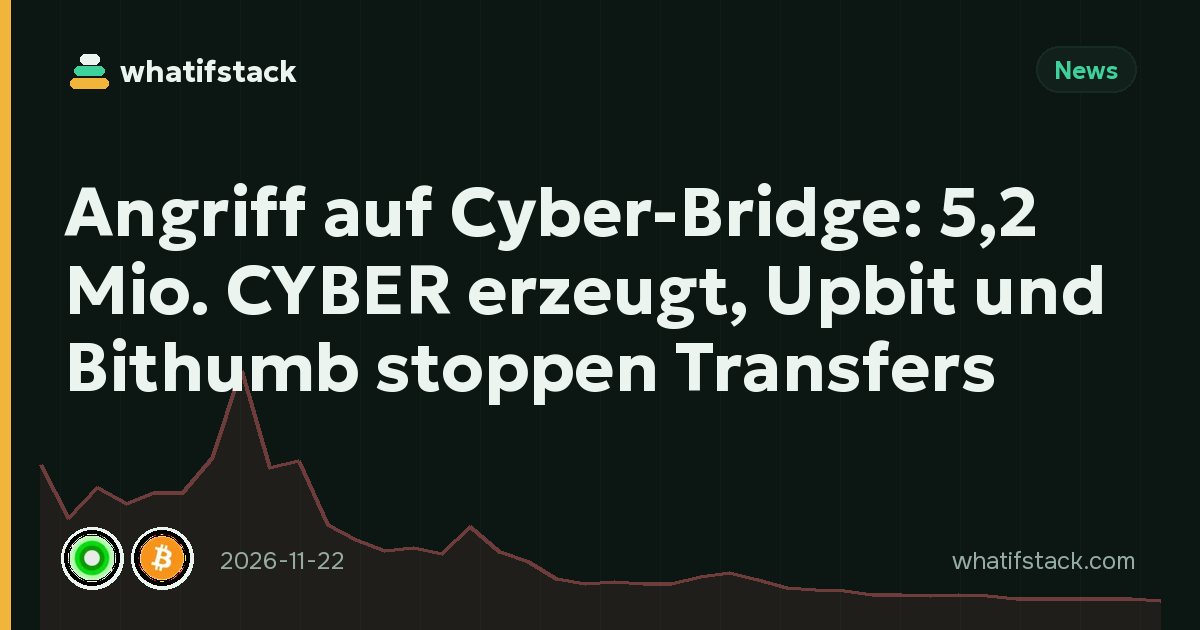 whatifstack
News
Angriff auf Cyber-Bridge: 5,2
Mio. CYBER erzeugt, Upbit und
Bithumb stoppen Transfers
2026-11-22
whatifstack.com